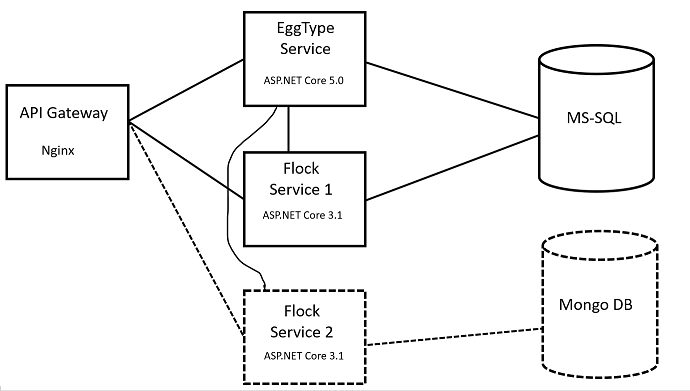 API Gateway
Nginx
EggType
Service
ASP.NET Core 5.0
Flock
Service 1
ASP.NET Core 3.1
Flock
Service 2
ASP.NET Core 3.1
MS-SQL
Mongo DB